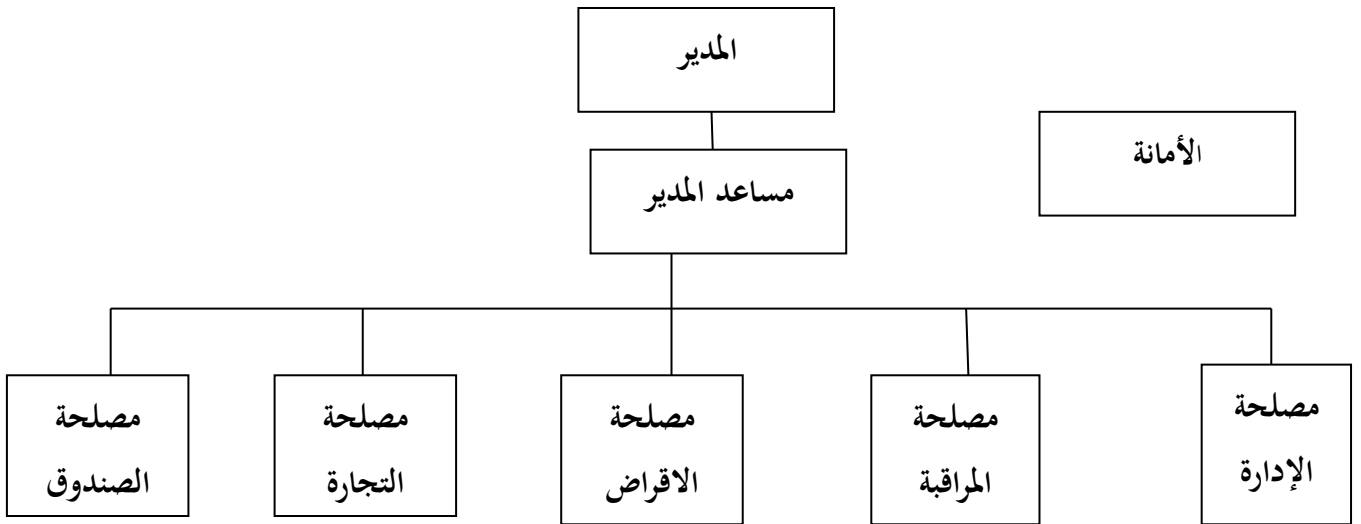 المدير
الأمانة
مساعد المدير
مصلحة
الإدارة
مصلحة
المراقبة
مصلحة
الاقراض
مصلحة
التجارة
مصلحة
الصندوق